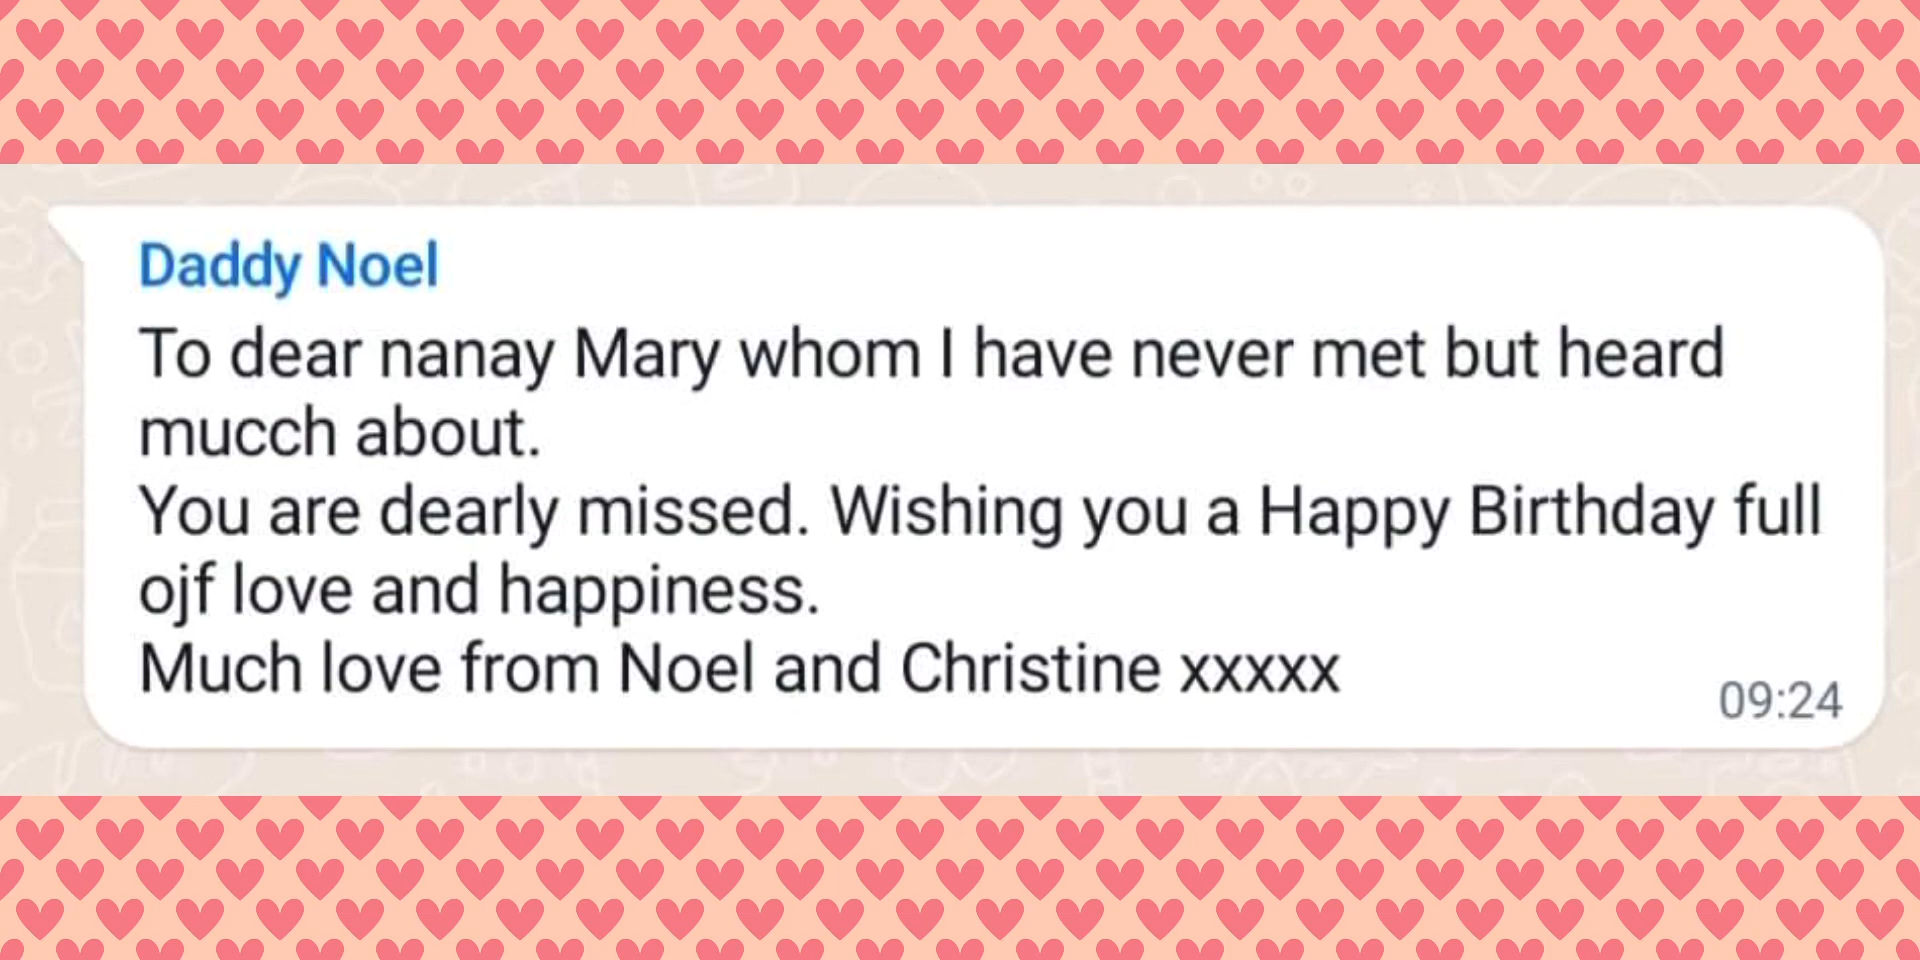 Daddy Noel
To dear nanay Mary whom I have never met but heard
mucch about.
You are dearly missed. Wishing you a Happy Birthday full
ojf love and happiness.
Much love from Noel and Christine xxxxx
09:24